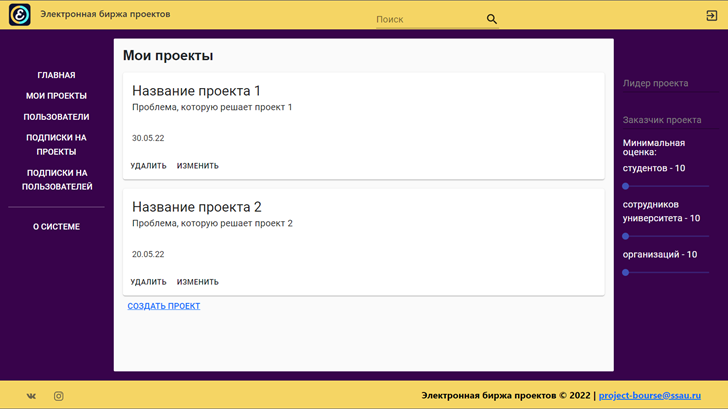 Электронная биржа проектов
Поиск
ГЛАВНАЯ
МОИ ПРОЕКТЫ
ПОЛЬЗОВАТЕЛИ
ПОДПИСКИ НА
ПРОЕКТЫ
ПОДПИСКИ НА
ПОЛЬЗОВАТЕЛЕЙ
О СИСТЕМЕ
Мои проекты
Название проекта 1
Проблема, которую решает проект 1
30.05.22
УДАЛИТЬ ИЗМЕНИТЬ
Название проекта 2
Проблема, которую решает проект 2
20.05.22
УДАЛИТЬ ИЗМЕНИТЬ
СОЗДАТЬ ПРОЕКТ
Лидер проекта
Заказчик проекта
Минимальная
оценка:
студентов - 10
сотрудников
университета - 10
организаций - 10
Электронная биржа проектов © 2022 | project-bourse@ssau.ru